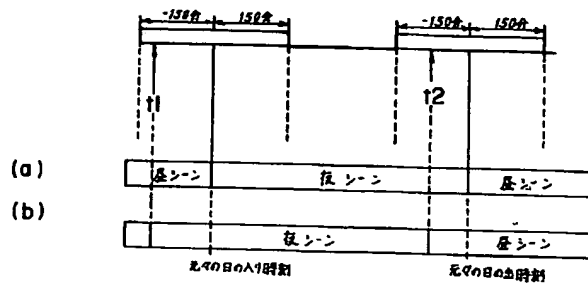 -150分 150分 -150分 150分
t1 t2
(a) 昼シーン 夜シーン 昼シーン
(b)
夜シーン 昼シーン
元々の日の入り時刻 元々の日の出時刻